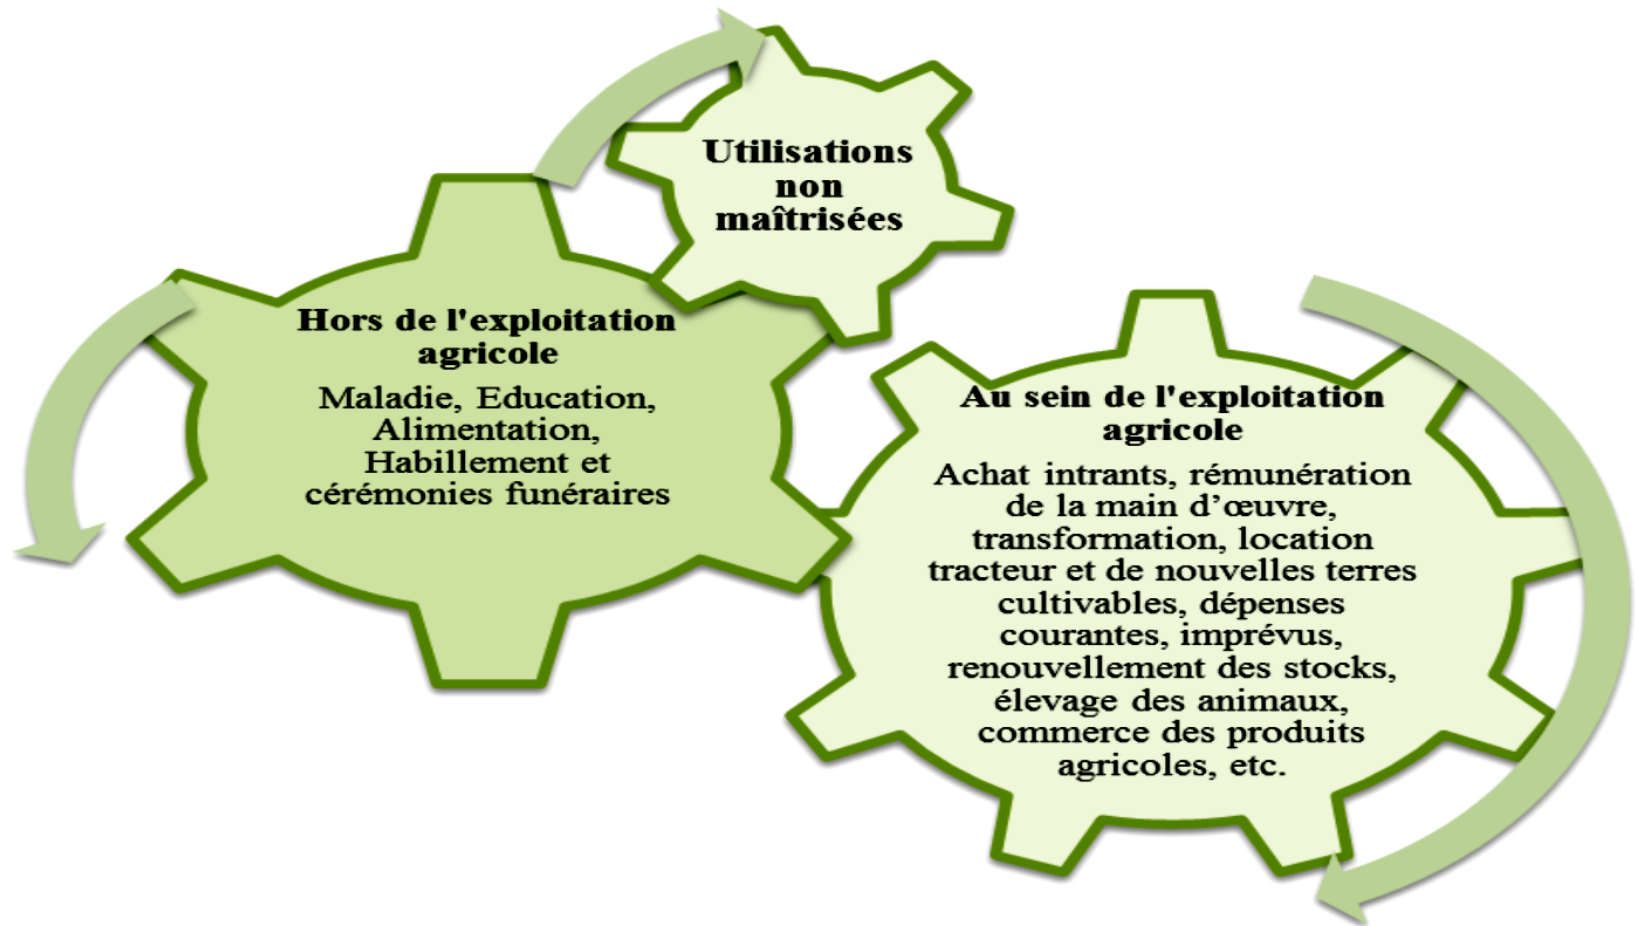 Utilisations
non
maîtrisées
Hors de l'exploitation
agricole
Maladie, Education,
Alimentation,
Habillement et
cérémonies funéraires
Au sein de l'exploitation
agricole
Achat intrants, rémunération
de la main d’œuvre,
transformation, location
tracteur et de nouvelles terres
cultivables, dépenses
courantes, imprévus,
renouvellement des stocks,
élevage des animaux,
commerce des produits
agricoles, etc.